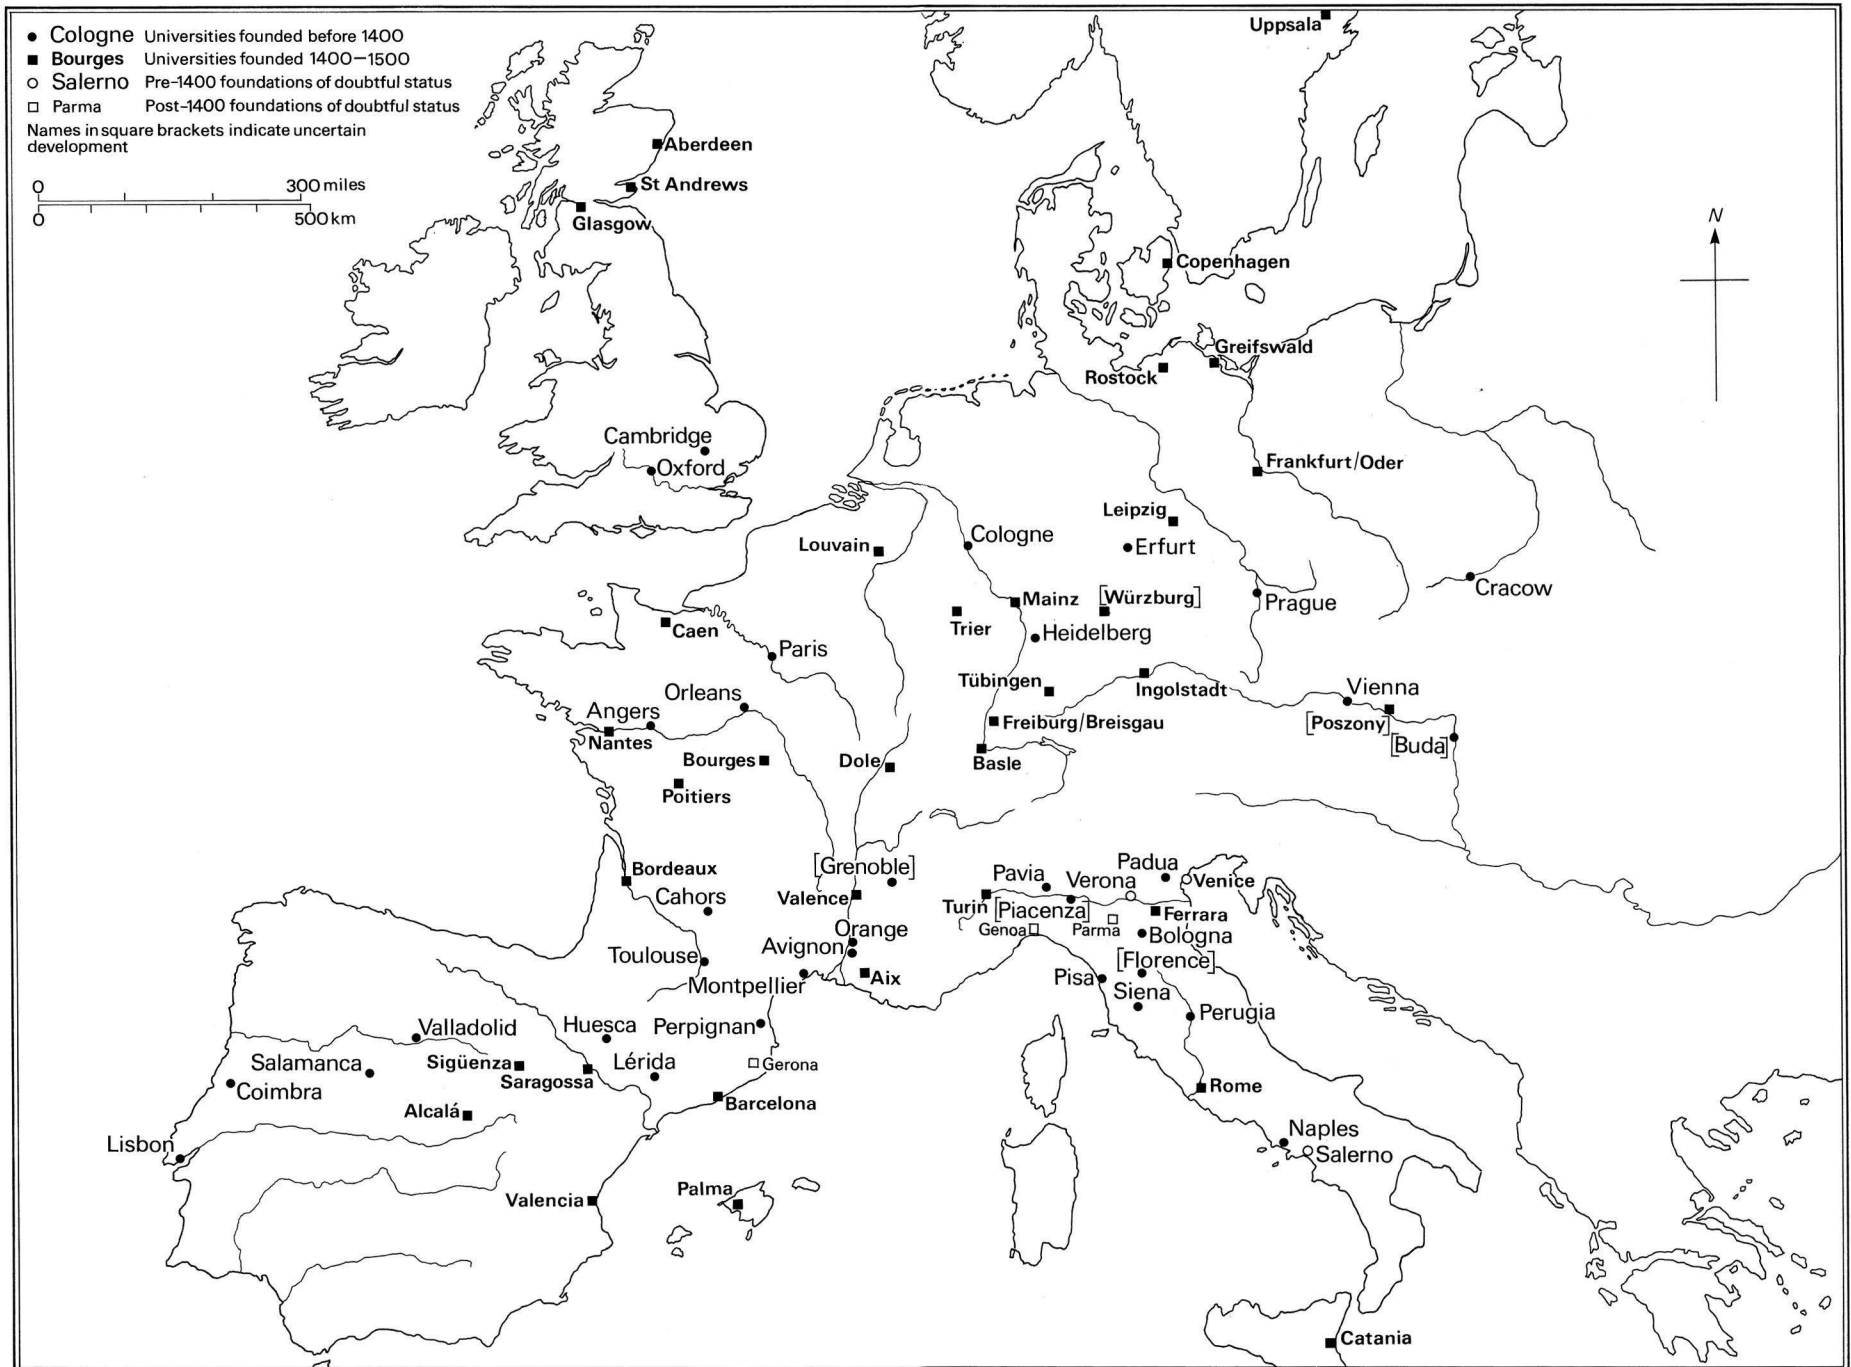 Cologne Universities founded before 1400
Bourges Universities founded 1400–1500
Salerno Pre-1400 foundations of doubtful status
Parma Post-1400 foundations of doubtful status
Names in square brackets indicate uncertain
development
0 300 miles
0 500 km
N
Uppsala
Aberdeen
St Andrews
Glasgow
Copenhagen
Greifswald
Rostock
Cambridge
Oxford
Frankfurt/Oder
Leipzig
Cologne
Louvain
Erfurt
Cracow
Mainz
[Würzburg]
Prague
Trier
Caen
Heidelberg
Paris
Tübingen
Ingolstadt
Vienna
Orleans
Angers
Freiburg/Breisgau
[Poszony]
Nantes
[Buda]
Bourges
Dole
Basle
Poitiers
Bordeaux
[Grenoble]
Padua
Pavia
Verona
Venice
Cahors
Valence
Turin
[Piacenza]
Ferrara
Orange
Genoa
Parma
Bologna
Avignon
Toulouse
[Florence]
Montpellier
Aix
Pisa
Siena
Perugia
Valladolid
Huesca
Perpignan
Salamanca
Sigüenza
Lérida
Gerona
Saragossa
Coimbra
Rome
Barcelona
Alcalá
Naples
Lisbon
Salerno
Palma
Valencia
Catania